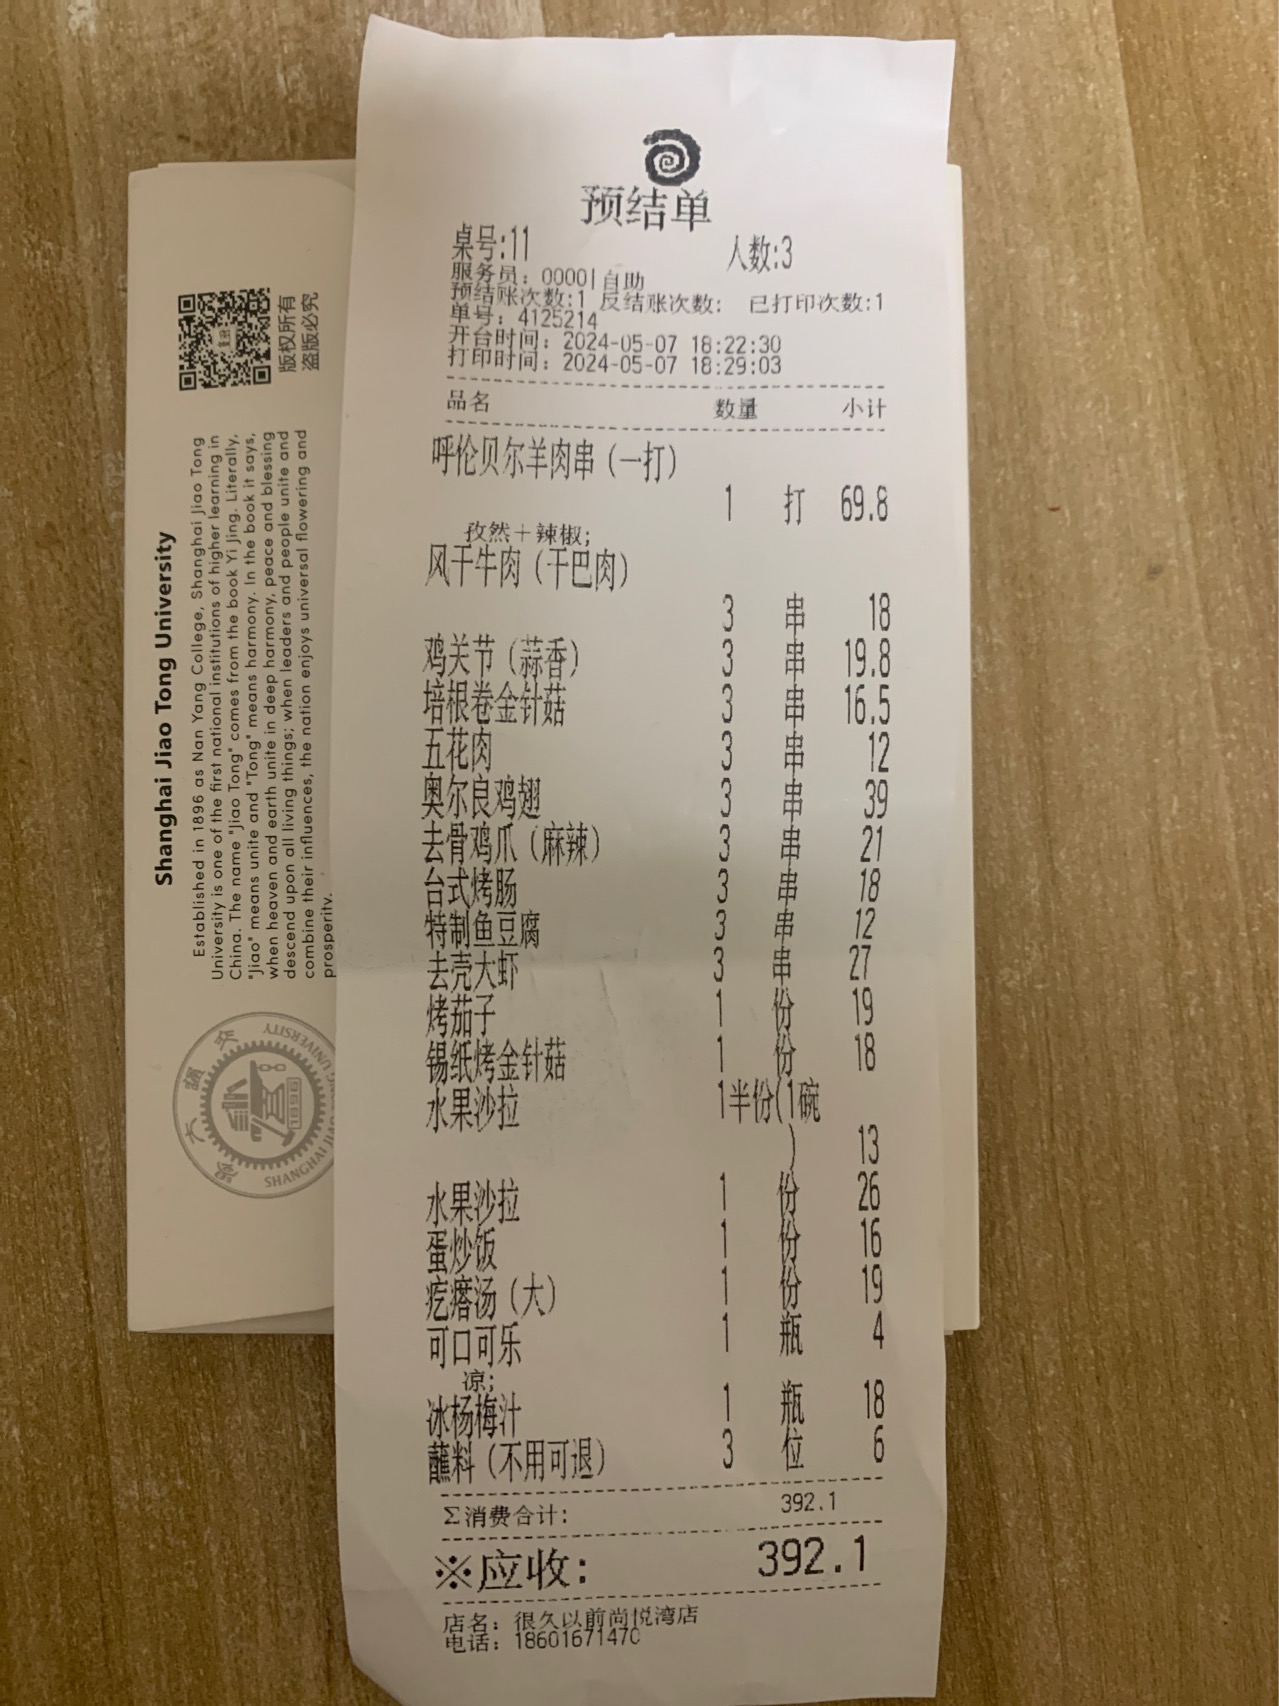 预结单
桌号:11 人数:3
服务员: 0000| 自助
预结账次数:1 反结账次数: 已打印次数:1
单号: 4125214
开台时间: 2024-05-07 18:22:30
打印时间: 2024-05-07 18:29:03
品名 数量 小计
呼伦贝尔羊肉串(一打)
1 打 69.8
孜然+辣椒;
风干牛肉(干巴肉)
3 串 18
鸡关节(蒜香) 3 串 19.8
培根卷金针菇 3 串 16.5
五花肉 3 串 12
奥尔良鸡翅 3 串 39
去骨鸡爪(麻辣) 3 串 21
台式烤肠 3 串 18
特制鱼豆腐 3 串 12
去壳大虾 3 串 27
烤茄子 1 份 19
锡纸烤金针菇 1 份 18
水果沙拉 1半份(1碗
) 13
水果沙拉 1 份 26
蛋炒饭 1 份 16
疙瘩汤(大) 1 份 19
可口可乐 1 瓶 4
凉;
冰杨梅汁 1 瓶 18
蘸料(不用可退) 3 位 6
Σ消费合计: 392.1
※应收: 392.1
店名: 很久以前尚悦湾店
电话: 1860167147
版权所有
盗版必究
Shanghai Jiao Tong University
Established in 1896 as Nan Yang College, Shanghai Jiao Tong
University is one of the first national institutions of higher learning in
China. The name "Jiao Tong" comes from the book Yi Jing. Literally,
"Jiao" means unite and "Tong" means harmony. In the book it says,
when heaven and earth unite in deep harmony, peace and blessing
descend upon all living things; when leaders and people unite and
combine their influences, the nation enjoys universal flowering and
prosperity.
SHANGHAI JIAO TONG UNIVERSITY
1896